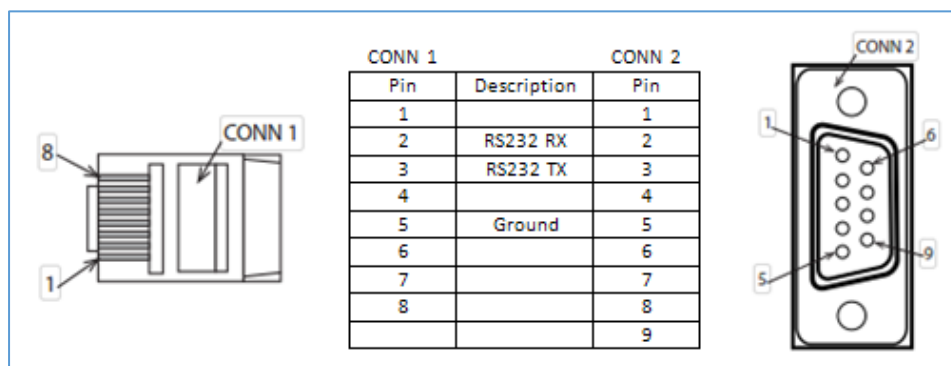 8
CONN 1
1
CONN 1 CONN 2
Pin Description Pin
1 1
2 RS232 RX 2
3 RS232 TX 3
4 4
5 Ground 5
6 6
7 7
8 8
9
CONN 2
1
6
5
9